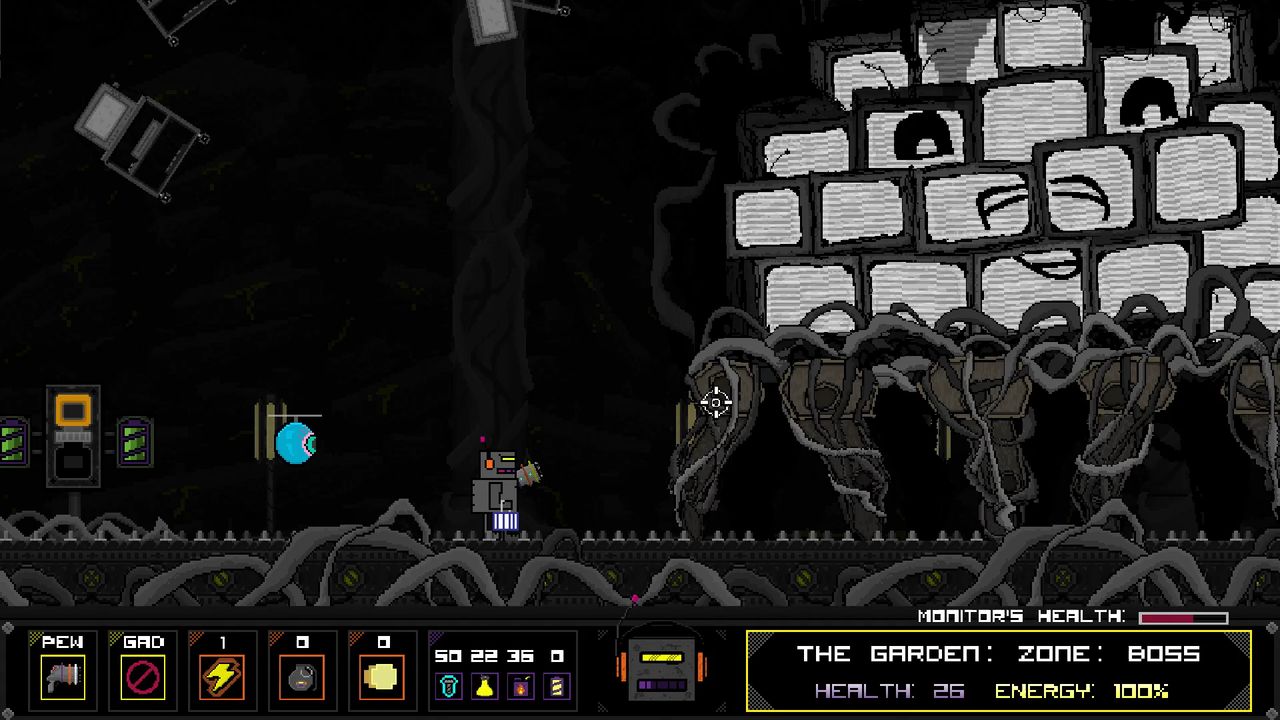 MONITOR'S HEALTH:
PEW GAD 1 0 0
50 22 36 0
THE GARDEN: ZONE: BOSS
HEALTH: 26 ENERGY: 100%